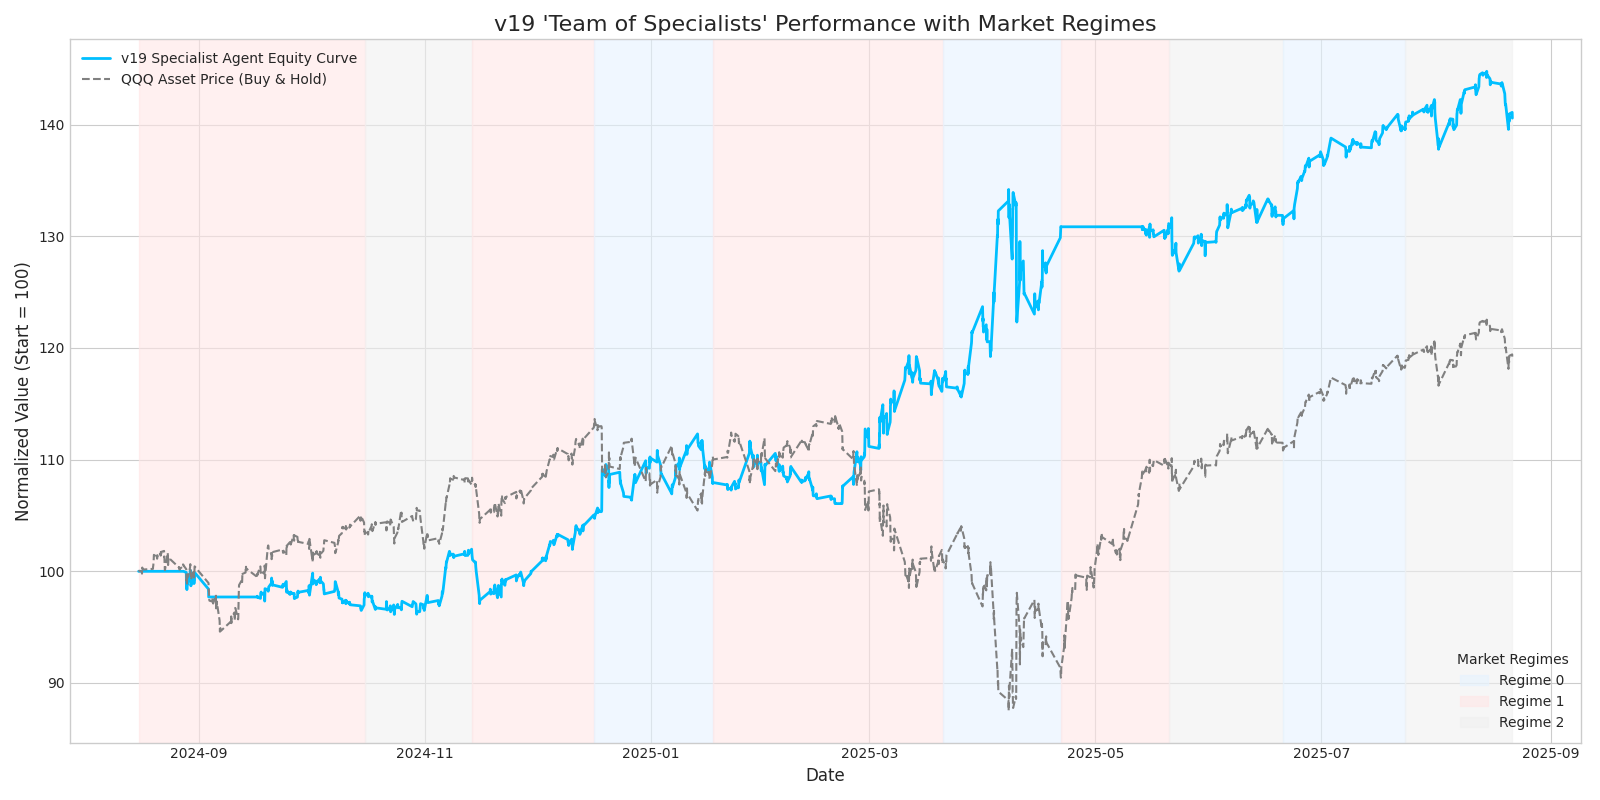 v19 'Team of Specialists' Performance with Market Regimes
v19 Specialist Agent Equity Curve
QQQ Asset Price (Buy & Hold)
Normalized Value (Start = 100)
140
130
120
110
100
90
Market Regimes
Regime 0
Regime 1
Regime 2
2024-09
2024-11
2025-01
2025-03
2025-05
2025-07
2025-09
Date